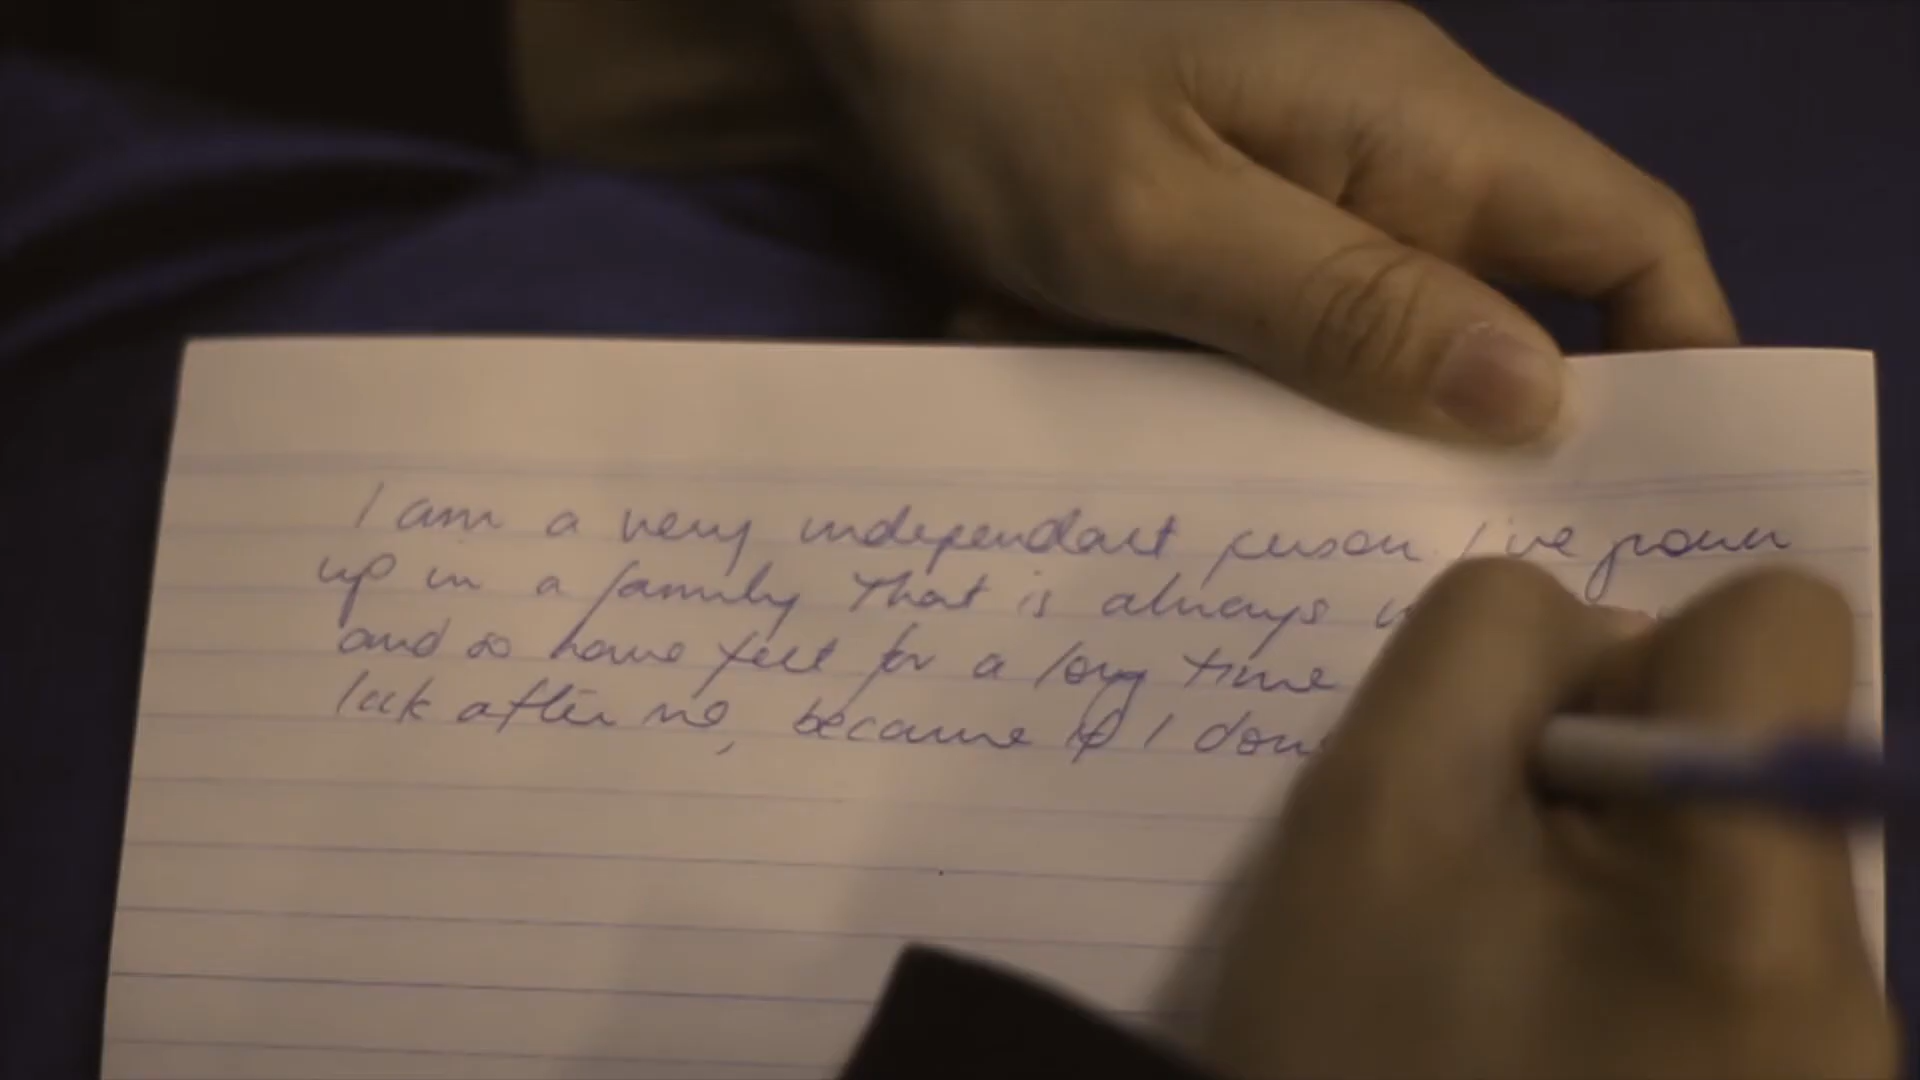 I am a very independant person I've grown
up in a family that is always
and so have felt for a long time
look after me, because if I don